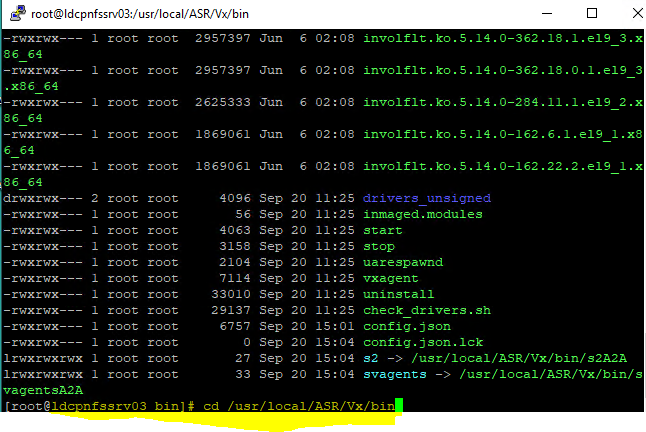 root@ldcpnfssrv03:/usr/local/ASR/Vx/bin
-rwxrwx--- 1 root root 2957397 Jun 6 02:08 involflt.ko.5.14.0-362.18.1.el9_3.x
86_64
-rwxrwx--- 1 root root 2957397 Jun 6 02:08 involflt.ko.5.14.0-362.18.0.1.el9_3
.x86_64
-rwxrwx--- 1 root root 2625333 Jun 6 02:08 involflt.ko.5.14.0-284.11.1.el9_2.x
86_64
-rwxrwx--- 1 root root 1869061 Jun 6 02:08 involflt.ko.5.14.0-162.6.1.el9_1.x8
6_64
-rwxrwx--- 1 root root 1869061 Jun 6 02:08 involflt.ko.5.14.0-162.22.2.el9_1.x
86_64
drwxrwx--- 2 root root 4096 Sep 20 11:25 drivers_unsigned
-rwxrwx--- 1 root root 56 Sep 20 11:25 inmaged.modules
-rwxrwx--- 1 root root 4063 Sep 20 11:25 start
-rwxrwx--- 1 root root 3158 Sep 20 11:25 stop
-rwxrwx--- 1 root root 2104 Sep 20 11:25 uarespawnd
-rwxrwx--- 1 root root 7114 Sep 20 11:25 vxagent
-rwxrwx--- 1 root root 33010 Sep 20 11:25 uninstall
-rwxrwx--- 1 root root 29137 Sep 20 11:25 check_drivers.sh
-rwxrwx--- 1 root root 6757 Sep 20 15:01 config.json
-rwxrwx--- 1 root root 0 Sep 20 15:04 config.json.lck
lrwxrwxrwx 1 root root 27 Sep 20 15:04 s2 -> /usr/local/ASR/Vx/bin/s2A2A
lrwxrwxrwx 1 root root 33 Sep 20 15:04 svagents -> /usr/local/ASR/Vx/bin/s
vagentsA2A
[root@ldcpnfssrv03 bin]# cd /usr/local/ASR/Vx/bin